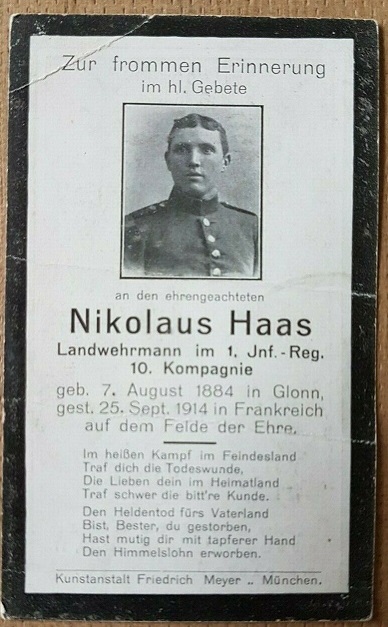 Zur frommen Erinnerung
im hl. Gebete
an den ehrengeachteten
Nikolaus Haas
Landwehrmann im 1. Jnf.-Reg.
10. Kompagnie
geb. 7. August 1884 in Glonn,
gest. 25. Sept. 1914 in Frankreich
auf dem Felde der Ehre.
Im heißen Kampf im Feindesland
Traf dich die Todeswunde,
Die Lieben dein im Heimatland
Traf schwer die bitt're Kunde.
Den Heldentod fürs Vaterland
Bist, Bester, du gestorben,
Hast mutig dir mit tapferer Hand
Den Himmelslohn erworben.
Kunstanstalt Friedrich Meyer .. München.